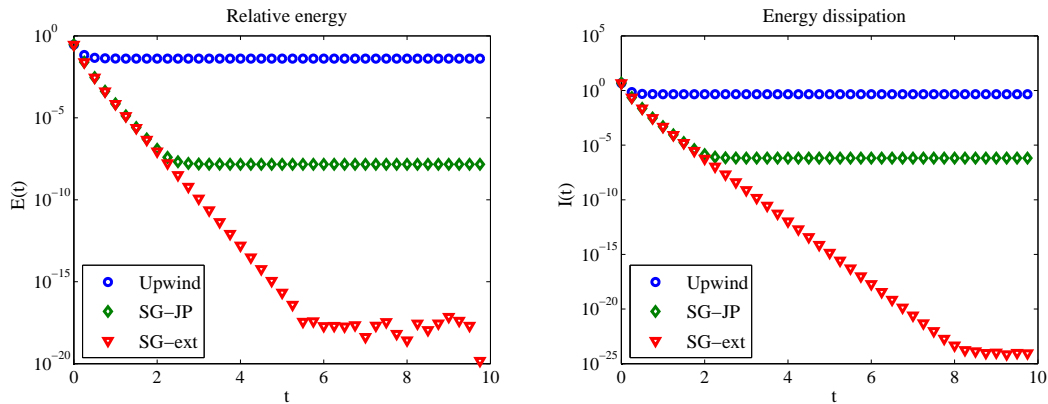 Relative energy
10^0
10^-5
10^-10
10^-15
10^-20
E(t)
0 2 4 6 8 10
t
Upwind
SG-JP
SG-ext
Energy dissipation
10^5
10^0
10^-5
10^-10
10^-15
10^-20
10^-25
I(t)
0 2 4 6 8 10
t
Upwind
SG-JP
SG-ext